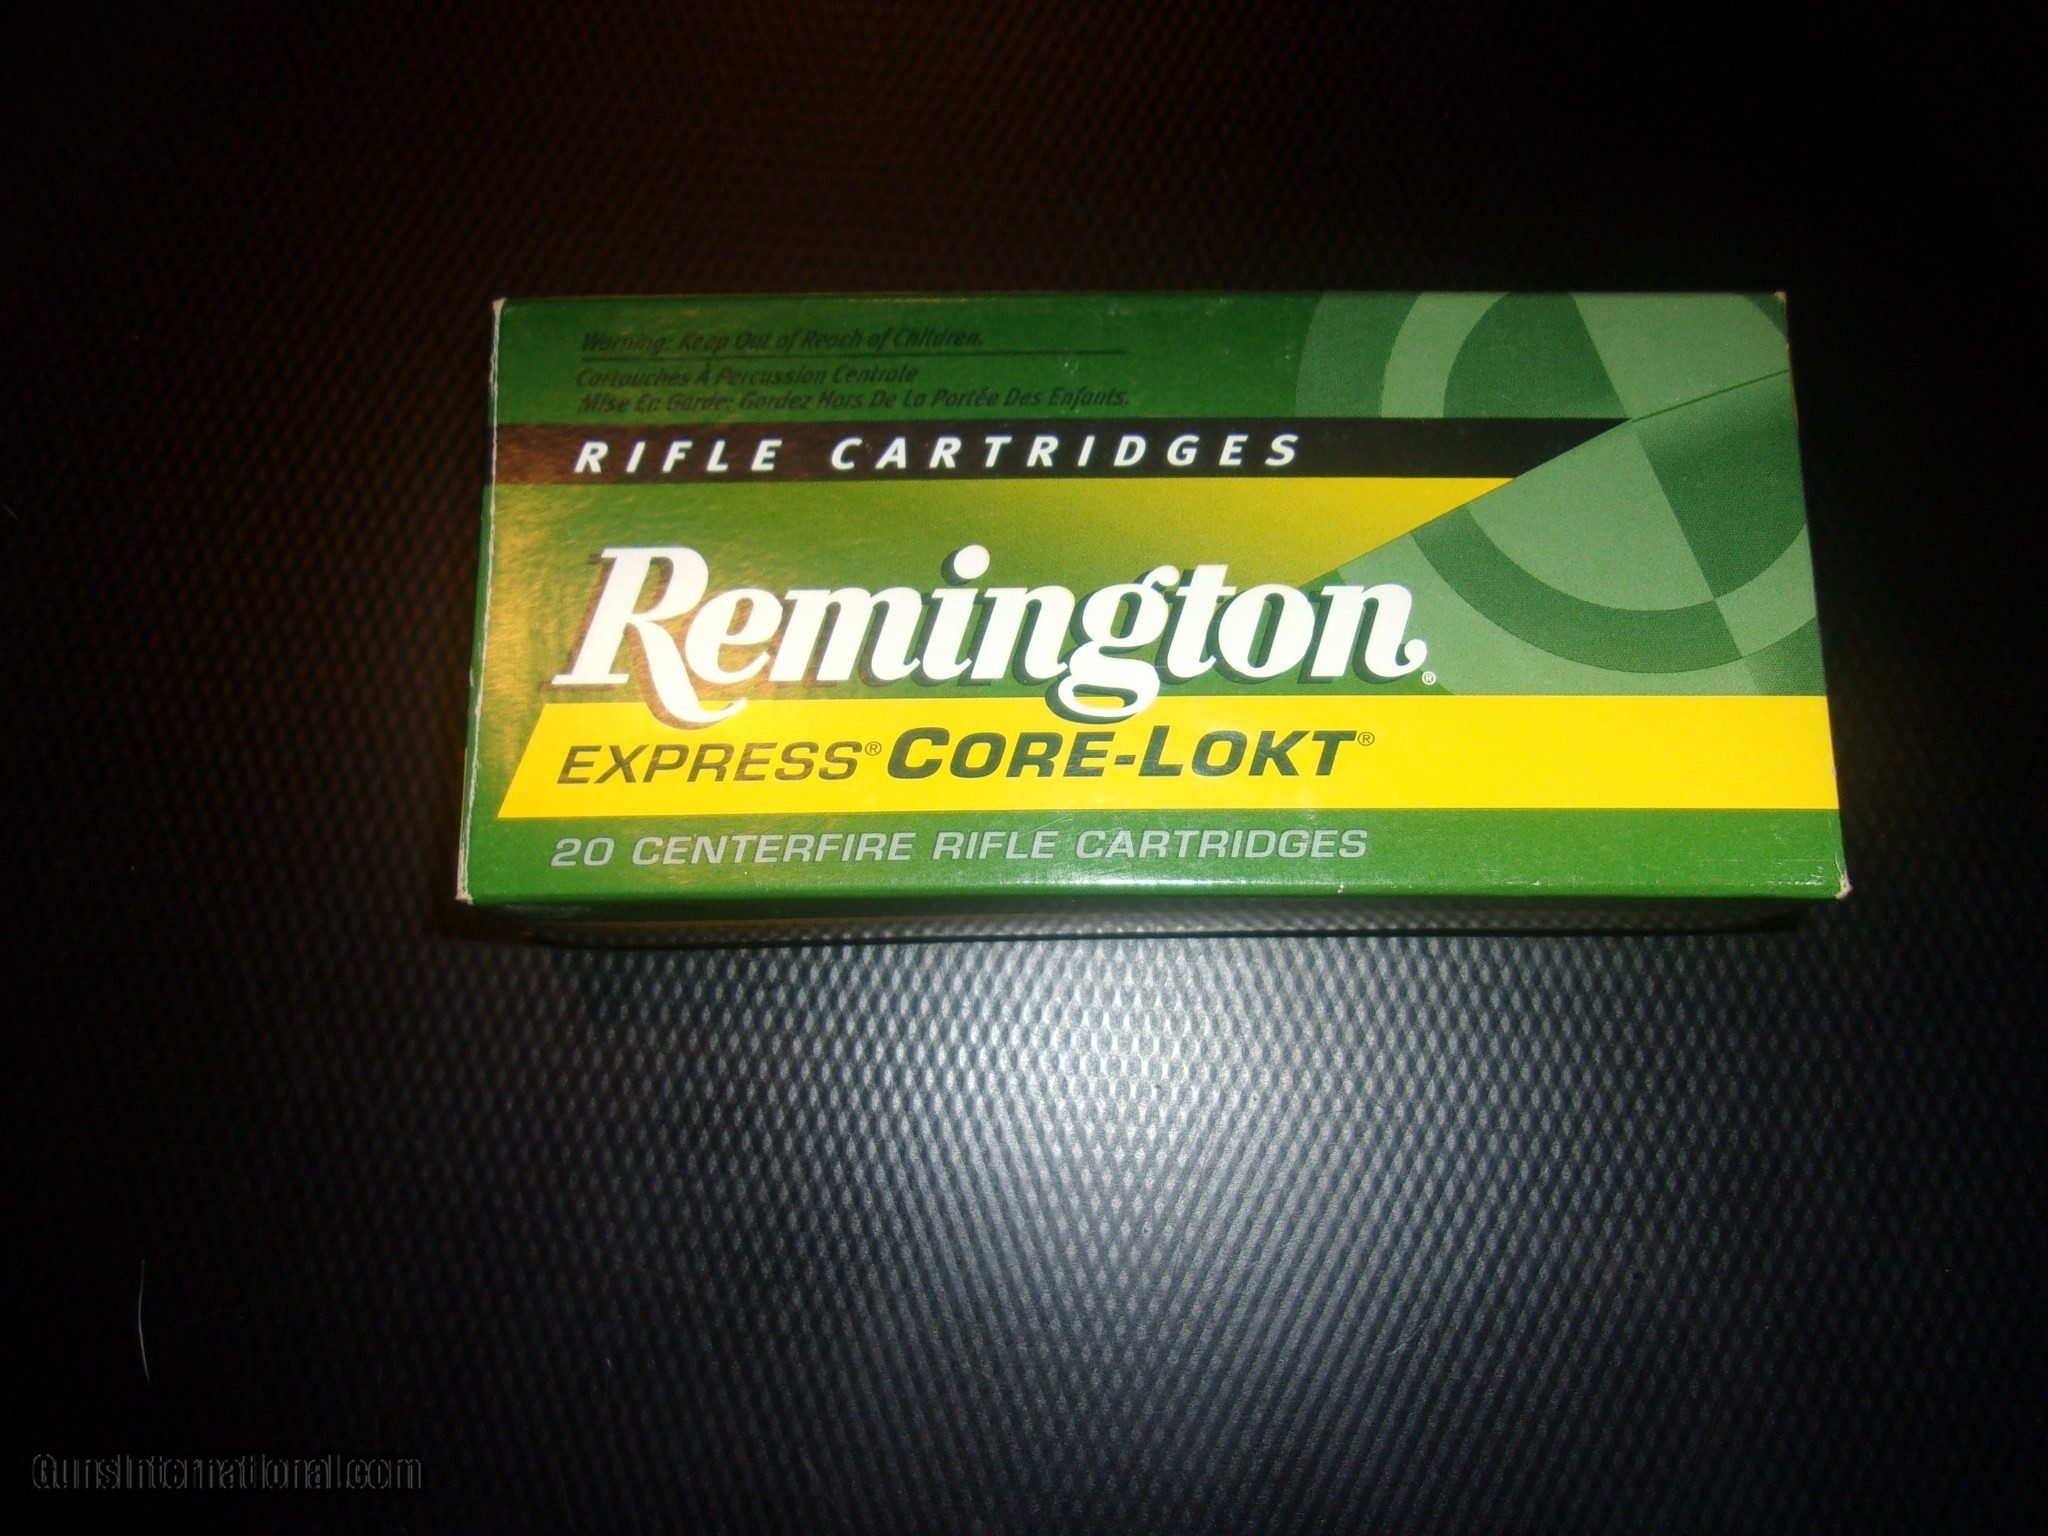 Warning: Keep Out of Reach of Children.
Cartouches À Percussion Centrale
Mise En Garde: Gardez Hors De La Portée Des Enfants.
RIFLE CARTRIDGES
Remington®
EXPRESS® CORE-LOKT®
20 CENTERFIRE RIFLE CARTRIDGES
GunsInternational.com